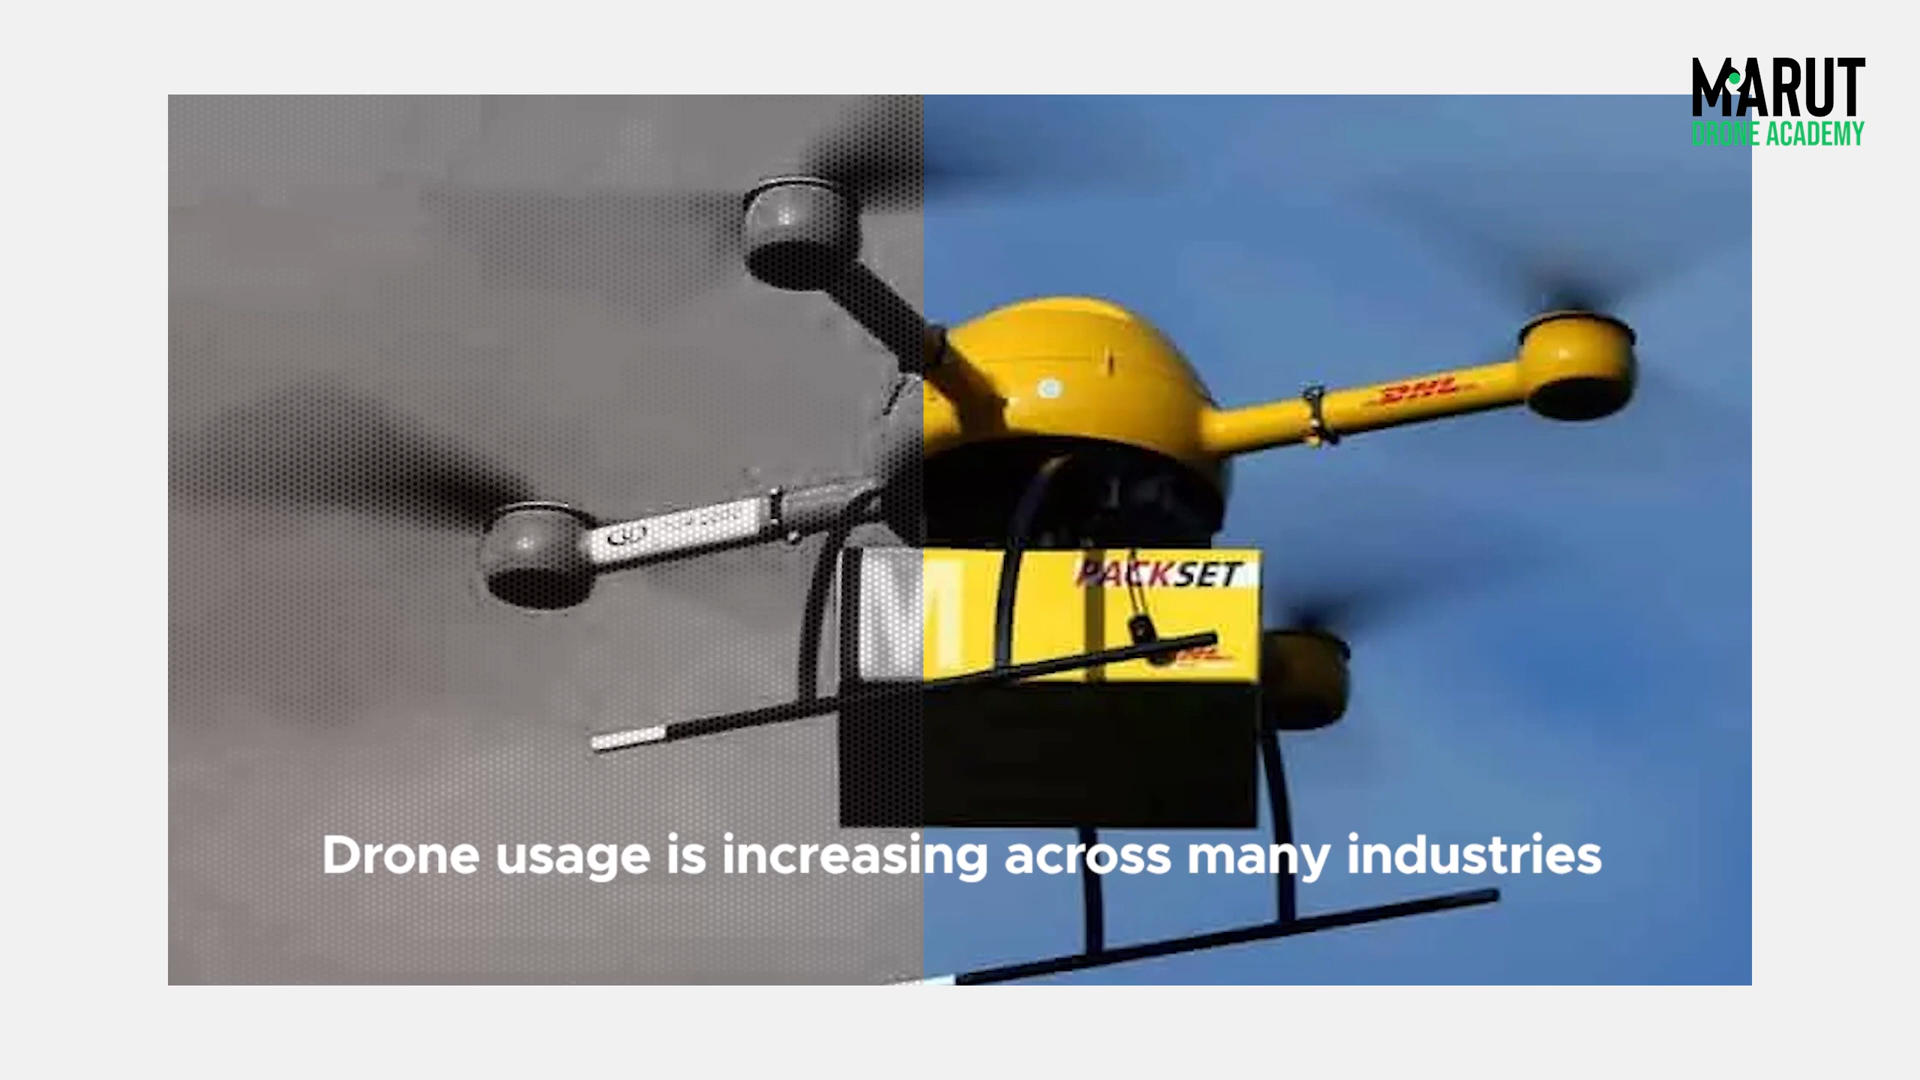 MARUT
DRONE ACADEMY
DHL
PACKSET
Drone usage is increasing across many industries